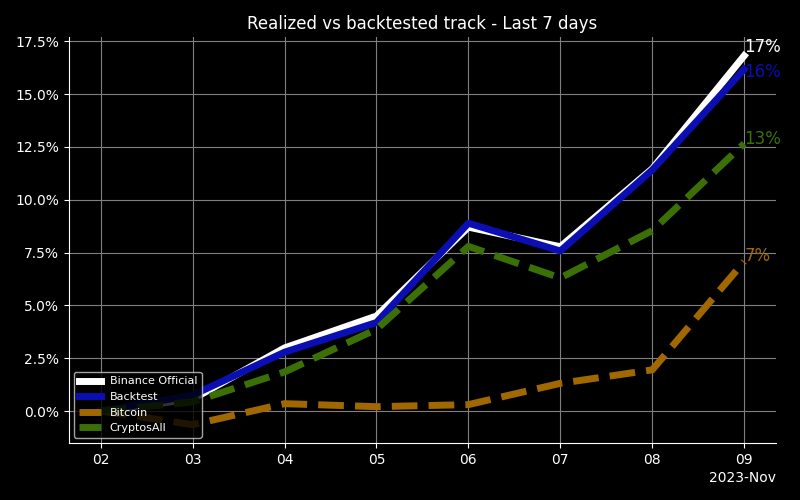 Realized vs backtested track - Last 7 days
17.5%
15.0%
12.5%
10.0%
7.5%
5.0%
2.5%
0.0%
17%
16%
13%
7%
Binance Official
Backtest
Bitcoin
CryptosAll
02 03 04 05 06 07 08 09
2023-Nov